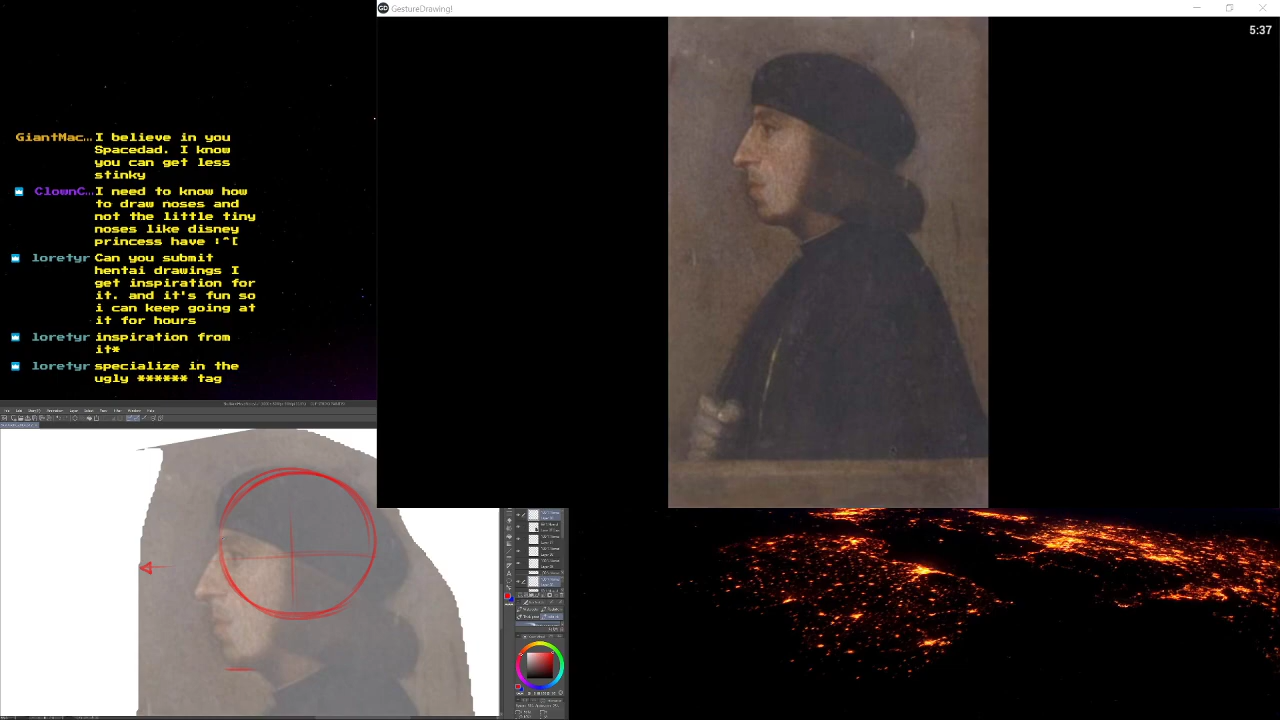 GD GestureDrawing!
5:37
GiantMac… I believe in you
Spacedad. I know
you can get less
stinky
ClownC… I need to know how
to draw noses and
not the little tiny
noses like disney
princess have :^[
loretyr Can you submit
hentai drawings I
get inspiration for
it. and it's fun so
i can keep going at
it for hours
loretyr inspiration from
it*
loretyr specialize in the
ugly ****** tag